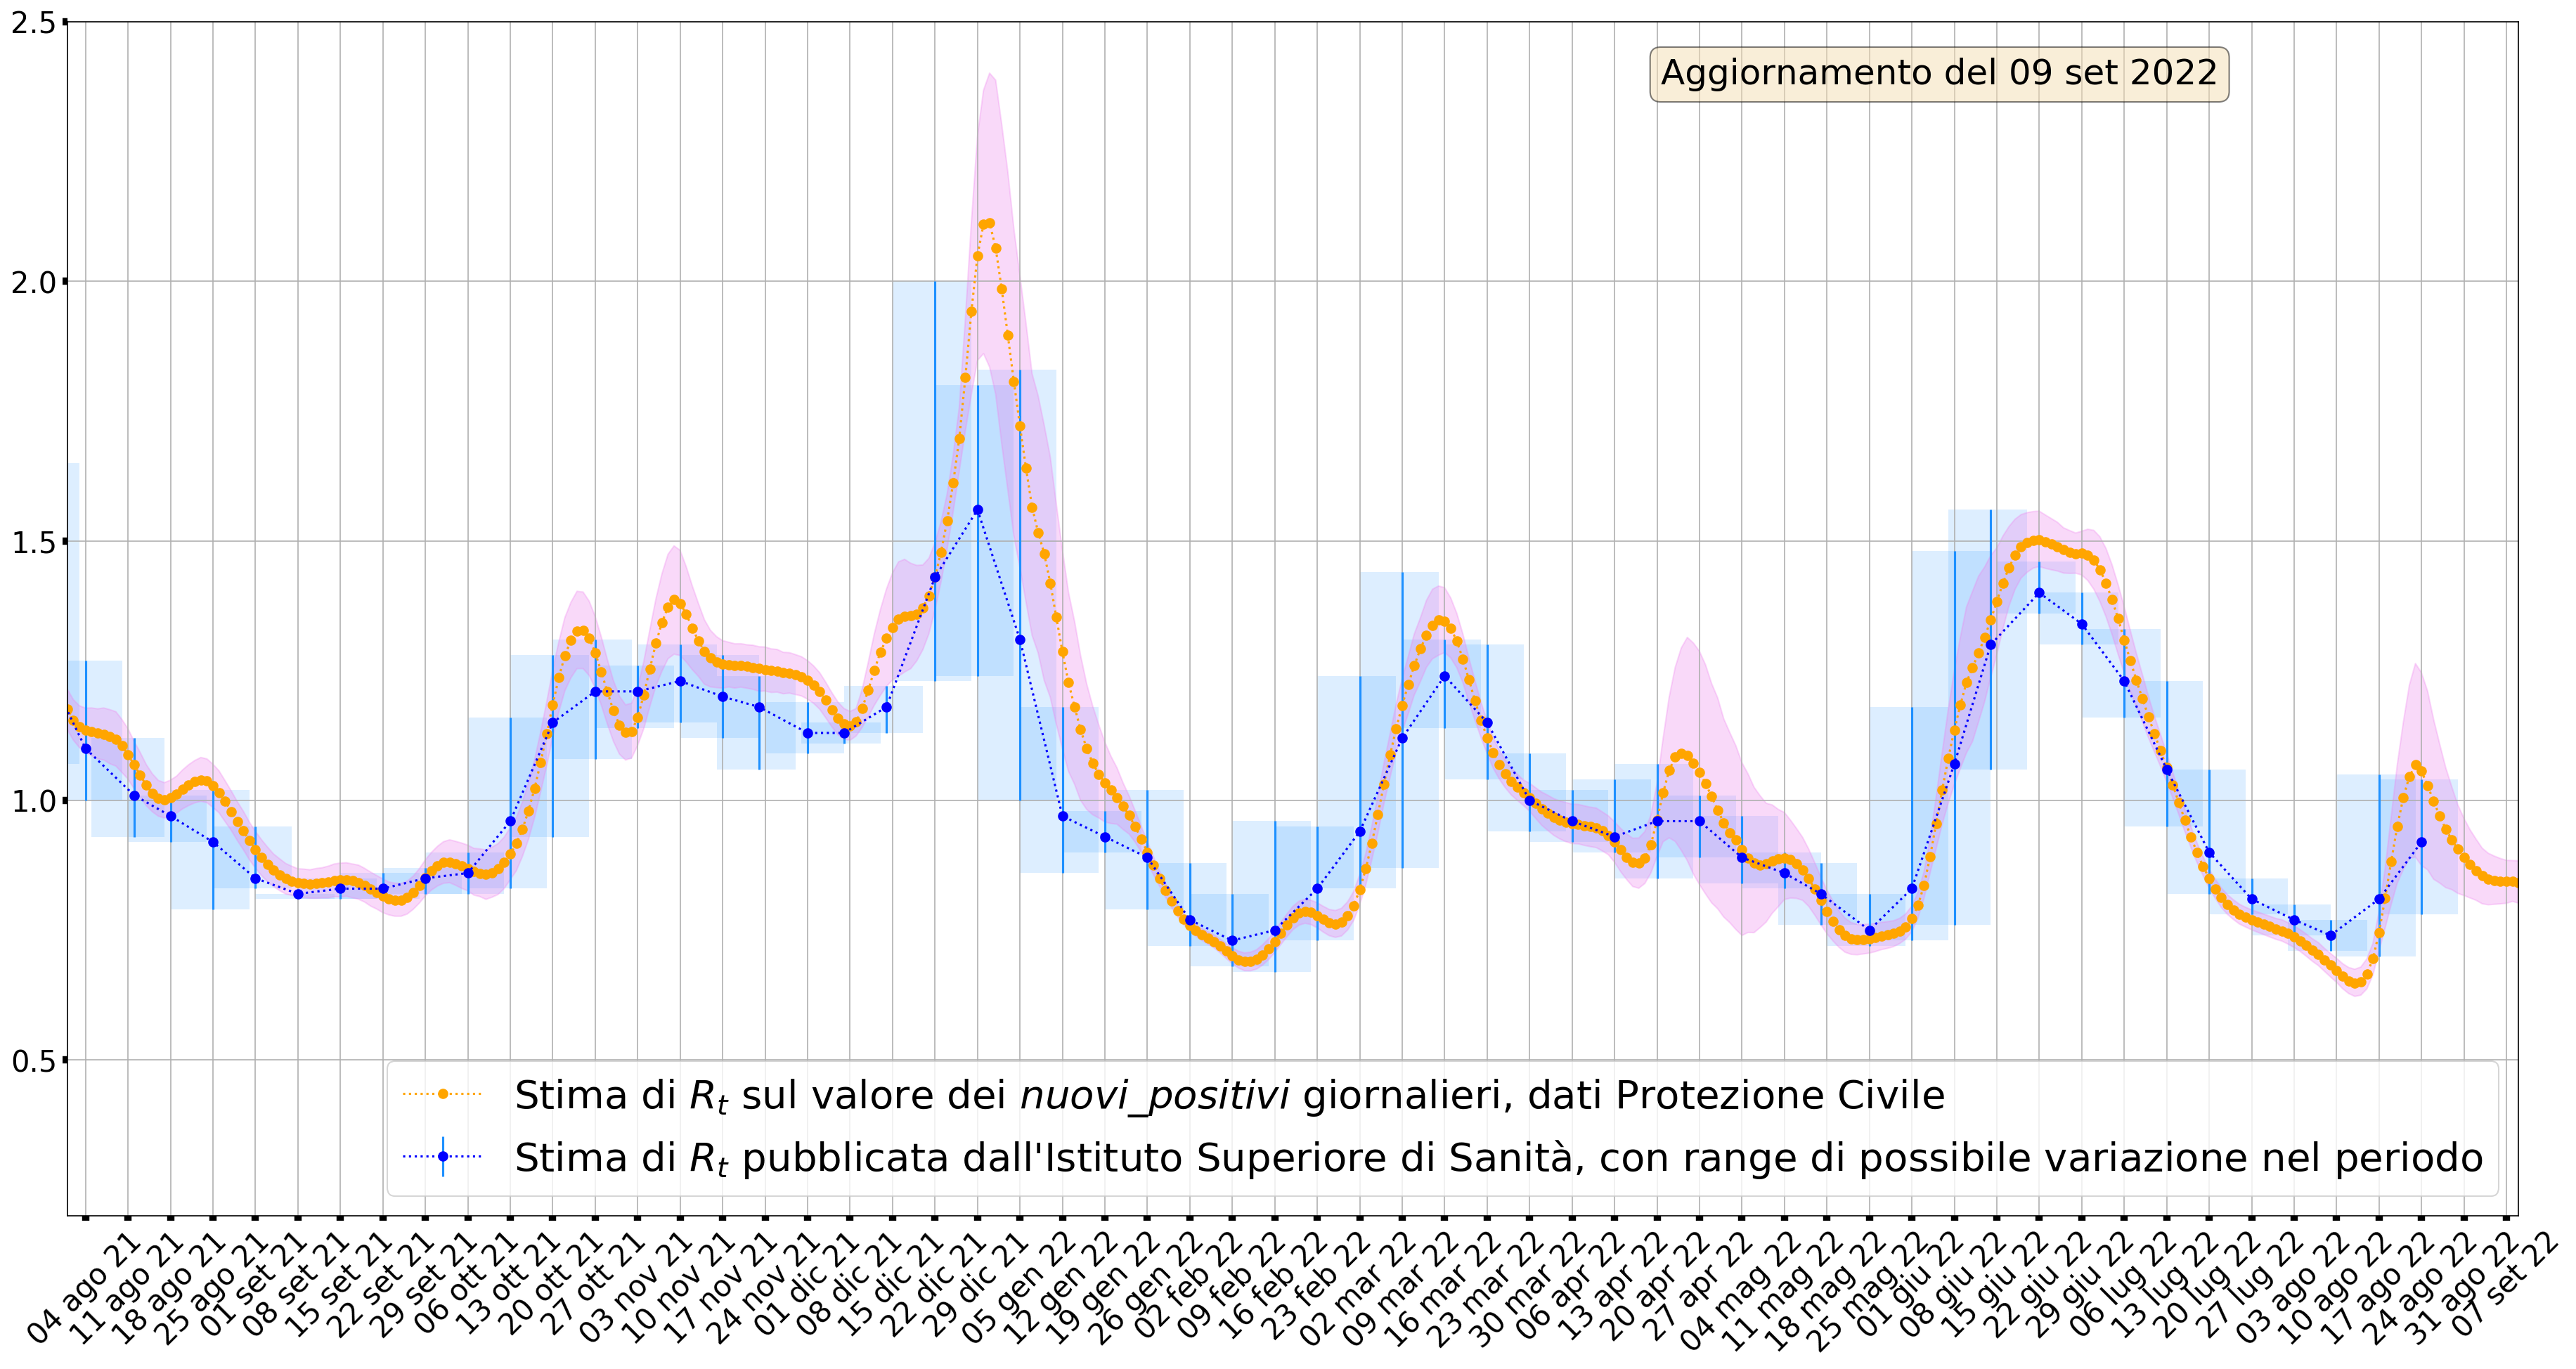 2.5
2.0
1.5
1.0
0.5
Aggiornamento del 09 set 2022
Stima di Rₜ sul valore dei nuovi_positivi giornalieri, dati Protezione Civile
Stima di Rₜ pubblicata dall'Istituto Superiore di Sanità, con range di possibile variazione nel periodo
04 ago 21
11 ago 21
18 ago 21
25 ago 21
01 set 21
08 set 21
15 set 21
22 set 21
29 set 21
06 ott 21
13 ott 21
20 ott 21
27 ott 21
03 nov 21
10 nov 21
17 nov 21
24 nov 21
01 dic 21
08 dic 21
15 dic 21
22 dic 21
29 dic 21
05 gen 22
12 gen 22
19 gen 22
26 gen 22
02 feb 22
09 feb 22
16 feb 22
23 feb 22
02 mar 22
09 mar 22
16 mar 22
23 mar 22
30 mar 22
06 apr 22
13 apr 22
20 apr 22
27 apr 22
04 mag 22
11 mag 22
18 mag 22
25 mag 22
01 giu 22
08 giu 22
15 giu 22
22 giu 22
29 giu 22
06 lug 22
13 lug 22
20 lug 22
27 lug 22
03 ago 22
10 ago 22
17 ago 22
24 ago 22
31 ago 22
07 set 22